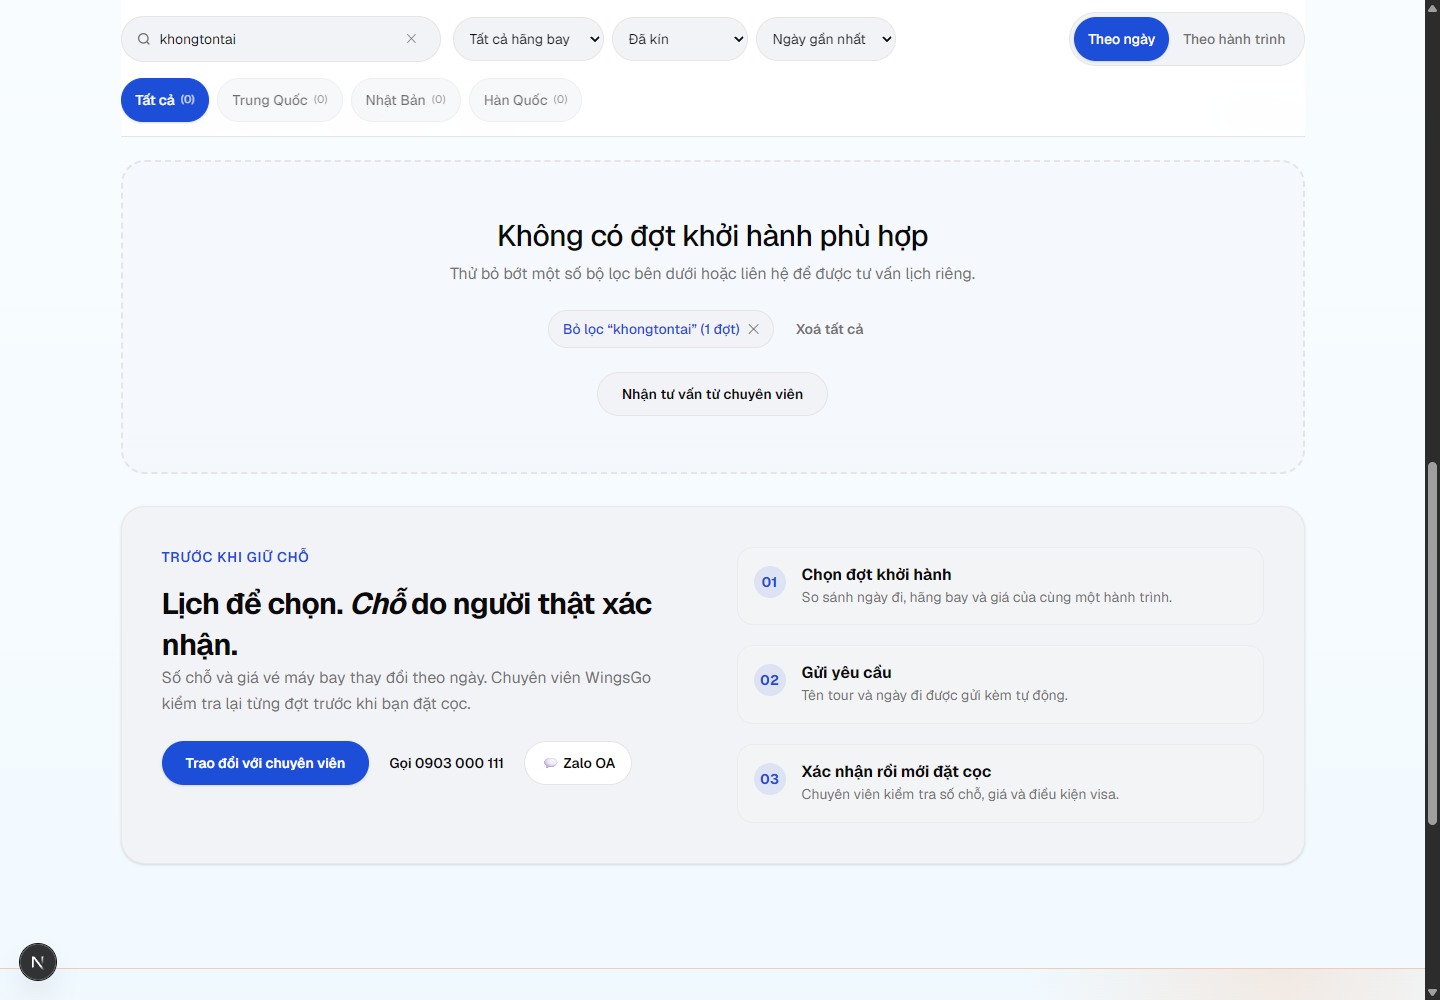 khongtontai
Tất cả hãng bay
Đã kín
Ngày gần nhất
Theo ngày
Theo hành trình
Tất cả (0)
Trung Quốc (0)
Nhật Bản (0)
Hàn Quốc (0)
Không có đợt khởi hành phù hợp
Thử bỏ bớt một số bộ lọc bên dưới hoặc liên hệ để được tư vấn lịch riêng.
Bỏ lọc “khongtontai” (1 đợt)
Xoá tất cả
Nhận tư vấn từ chuyên viên
TRƯỚC KHI GIỮ CHỖ
Lịch để chọn. Chỗ do người thật xác
nhận.
Số chỗ và giá vé máy bay thay đổi theo ngày. Chuyên viên WingsGo
kiểm tra lại từng đợt trước khi bạn đặt cọc.
Trao đổi với chuyên viên
Gọi 0903 000 111
Zalo OA
01
Chọn đợt khởi hành
So sánh ngày đi, hãng bay và giá của cùng một hành trình.
02
Gửi yêu cầu
Tên tour và ngày đi được gửi kèm tự động.
03
Xác nhận rồi mới đặt cọc
Chuyên viên kiểm tra số chỗ, giá và điều kiện visa.
N